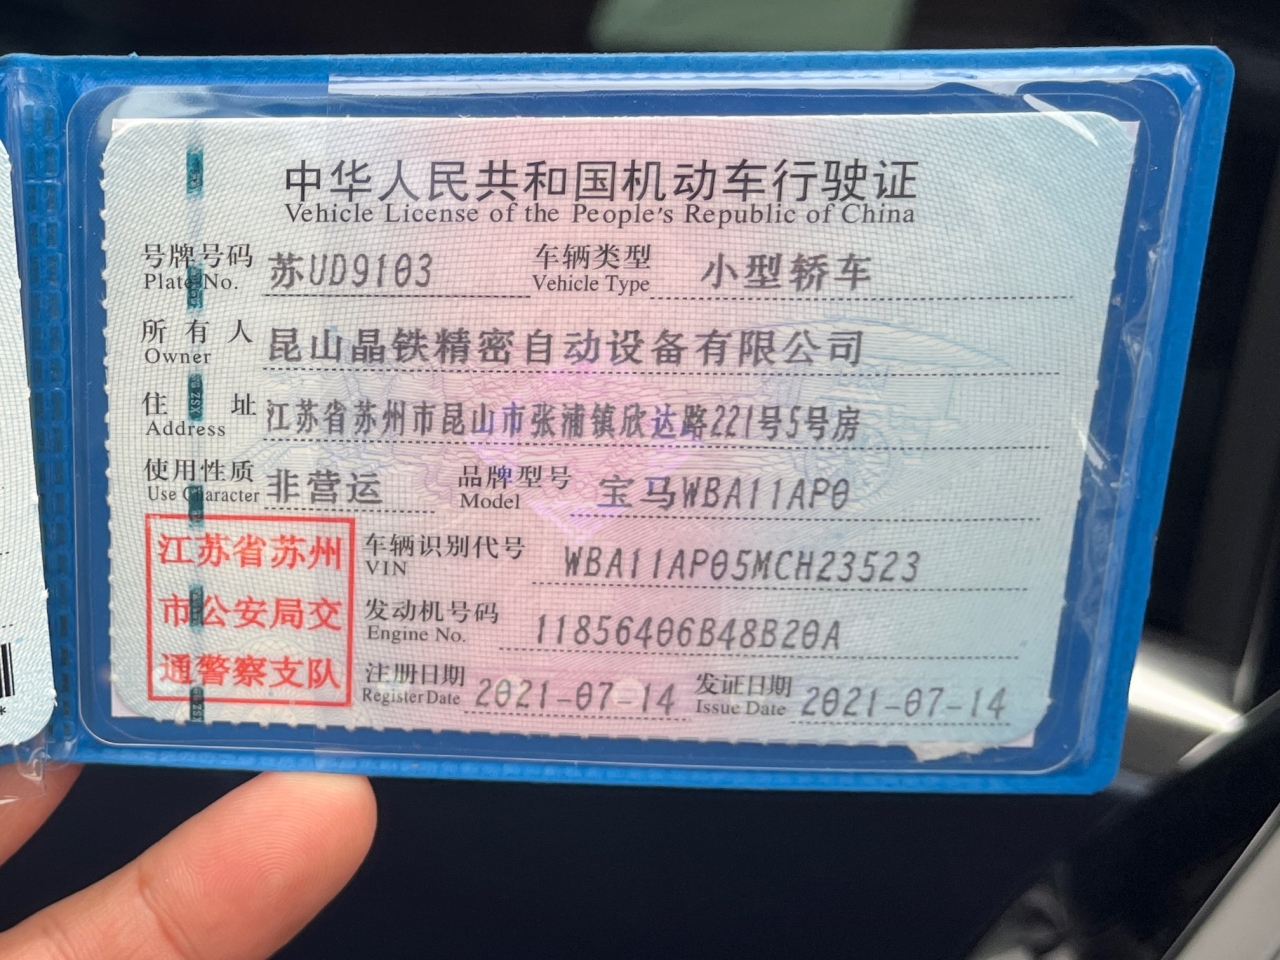 中华人民共和国机动车行驶证
Vehicle License of the People's Republic of China
号牌号码 苏UD9103 车辆类型 小型轿车
Plate No. Vehicle Type
所有人 昆山晶铁精密自动设备有限公司
Owner
住址 江苏省苏州市昆山市张浦镇欣达路221号5号房
Address
使用性质 非营运 品牌型号 宝马WBA11AP0
Use Character Model
江苏省苏州
市公安局交
通警察支队
车辆识别代号 WBA11AP05MCH23523
VIN
发动机号码 11856406B48B20A
Engine No.
注册日期 2021-07-14 发证日期 2021-07-14
Register Date Issue Date